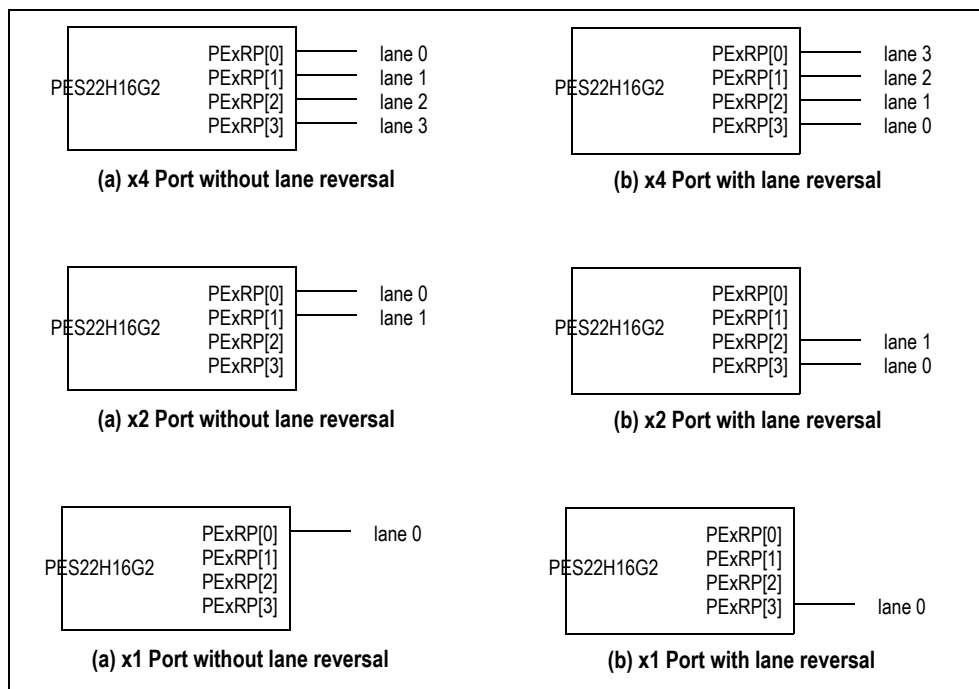 PES22H16G2
PExRP[0] lane 0
PExRP[1] lane 1
PExRP[2] lane 2
PExRP[3] lane 3
(a) x4 Port without lane reversal
PES22H16G2
PExRP[0] lane 3
PExRP[1] lane 2
PExRP[2] lane 1
PExRP[3] lane 0
(b) x4 Port with lane reversal
PES22H16G2
PExRP[0] lane 0
PExRP[1] lane 1
PExRP[2]
PExRP[3]
(a) x2 Port without lane reversal
PES22H16G2
PExRP[0]
PExRP[1]
PExRP[2] lane 1
PExRP[3] lane 0
(b) x2 Port with lane reversal
PES22H16G2
PExRP[0] lane 0
PExRP[1]
PExRP[2]
PExRP[3]
(a) x1 Port without lane reversal
PES22H16G2
PExRP[0]
PExRP[1]
PExRP[2]
PExRP[3] lane 0
(b) x1 Port with lane reversal